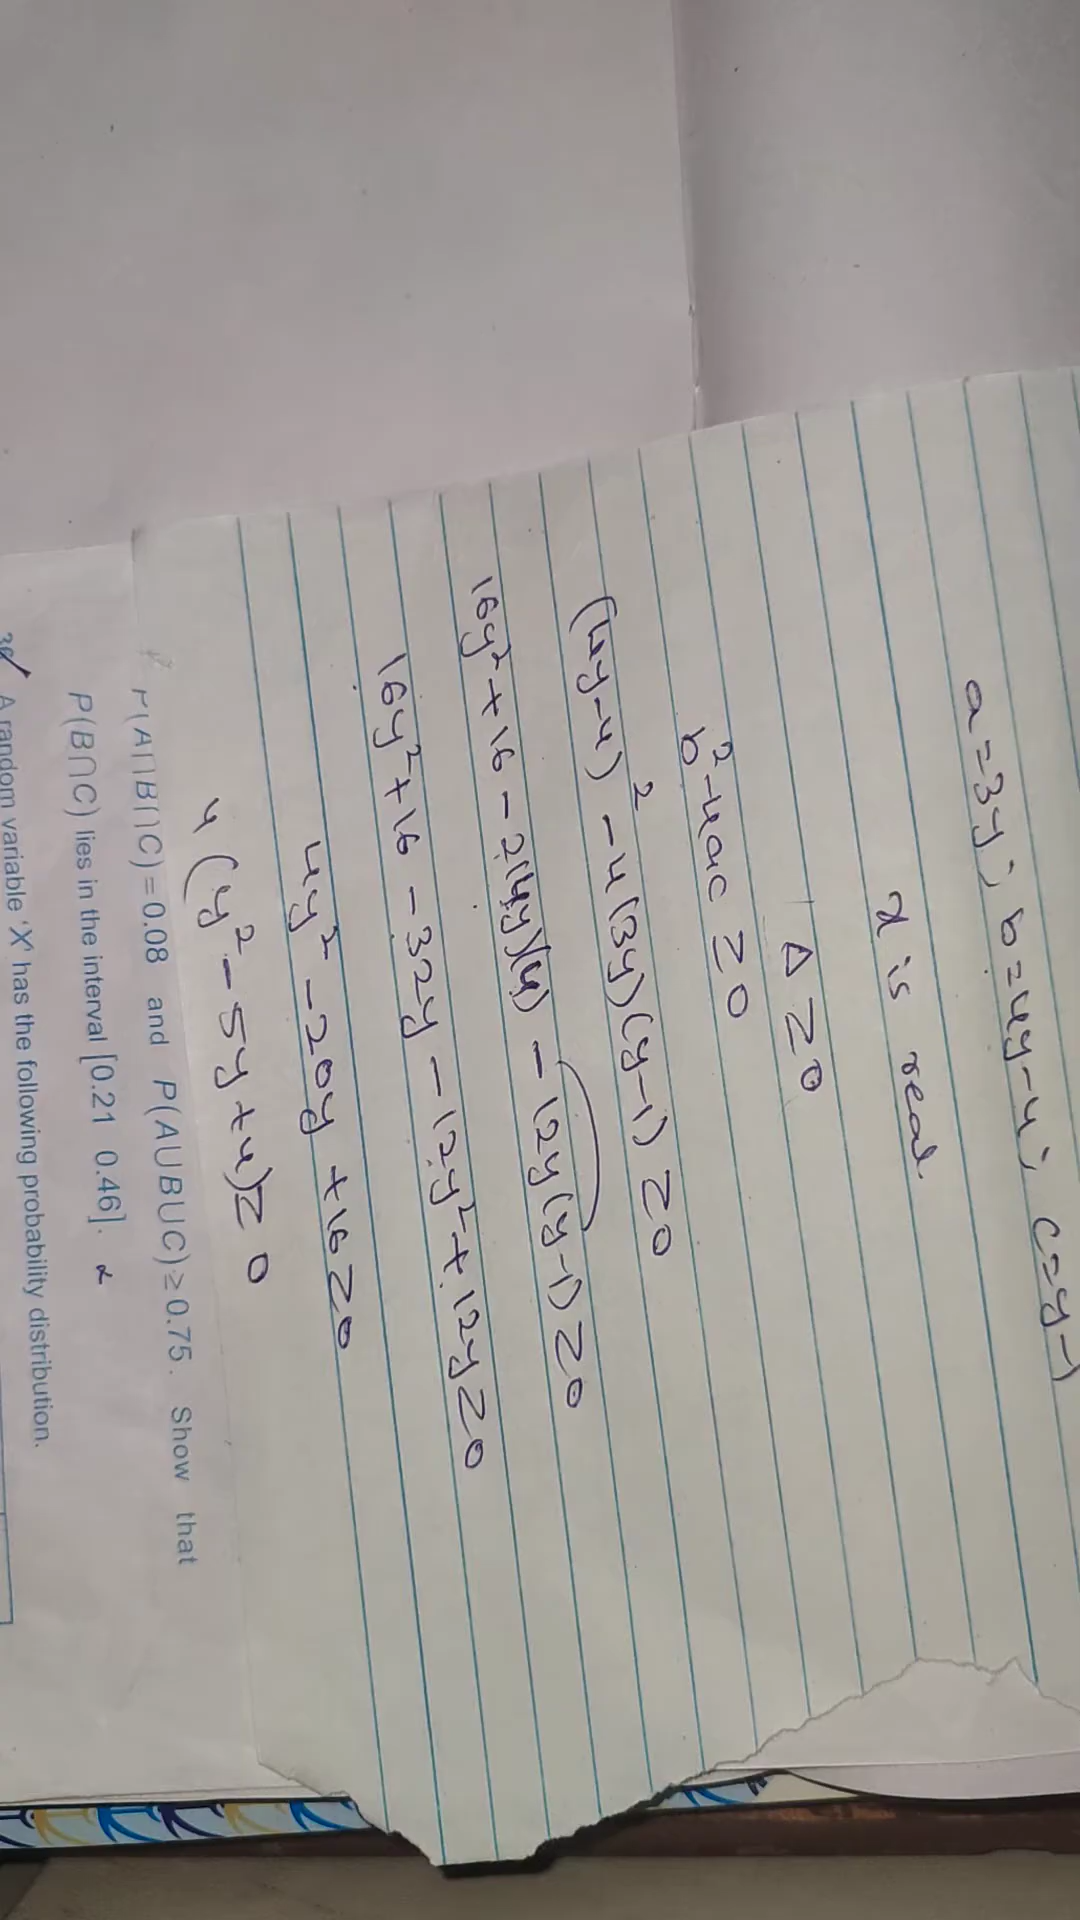 a=3y; b=4y-4; c=y-1
x is real.
Δ ≥0
b²-4ac ≥0
(4y-4)² -4(3y)(y-1) ≥0
16y²+16 -2(4y)(4) -12y(y-1)≥0
16y²+16 -32y -12y²+12y≥0
4y² -20y +16≥0
4(y²-5y+4)≥0
P(A∩B∩C)=0.08 and P(A∪B∪C)≥0.75. Show that
P(B∩C) lies in the interval [0.21 0.46].
36 A random variable 'X' has the following probability distribution.